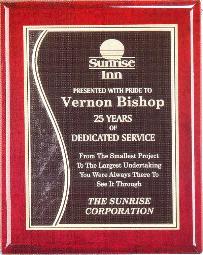 Sunrise
Inn
PRESENTED WITH PRIDE TO
Vernon Bishop
25 YEARS
OF
DEDICATED SERVICE
From The Smallest Project
To The Largest Undertaking
You Were Always There To
See It Through
THE SUNRISE
CORPORATION